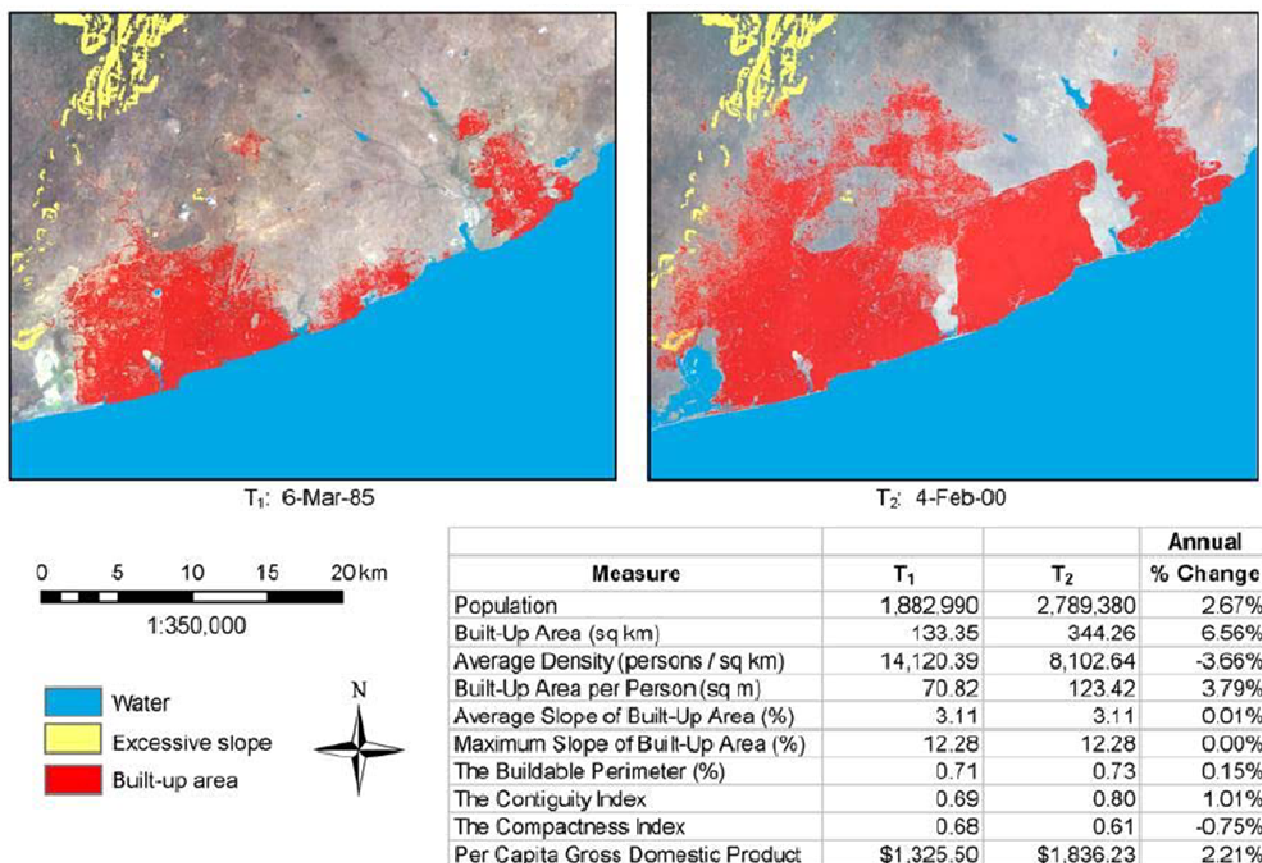 T1: 6-Mar-85
T2: 4-Feb-00
0 5 10 15 20 km
1:350,000
N
Water
Excessive slope
Built-up area
Annual
Measure T1 T2 % Change
Population 1,882,990 2,789,380 2.67%
Built-Up Area (sq km) 133.35 344.26 6.56%
Average Density (persons / sq km) 14,120.39 8,102.64 -3.66%
Built-Up Area per Person (sq m) 70.82 123.42 3.79%
Average Slope of Built-Up Area (%) 3.11 3.11 0.01%
Maximum Slope of Built-Up Area (%) 12.28 12.28 0.00%
The Buildable Perimeter (%) 0.71 0.73 0.15%
The Contiguity Index 0.69 0.80 1.01%
The Compactness Index 0.68 0.61 -0.75%
Per Capita Gross Domestic Product $1,325.50 $1,836.23 2.21%